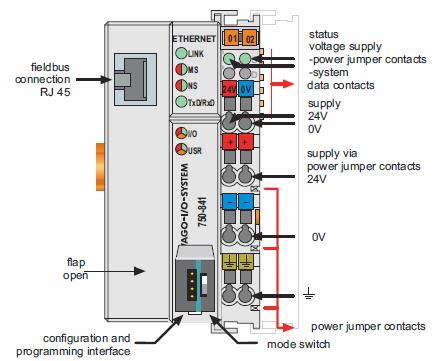 fieldbus
connection
RJ 45
flap
open
configuration and
programming interface
ETHERNET
LINK
MS
NS
TxD/RxD
I/O
USR
WAGO-I/O-SYSTEM
750-841
01 02
24V 0V
+ +
– –
status
voltage supply
-power jumper contacts
-system
data contacts
supply
24V
0V
supply via
power jumper contacts
24V
0V
power jumper contacts
mode switch